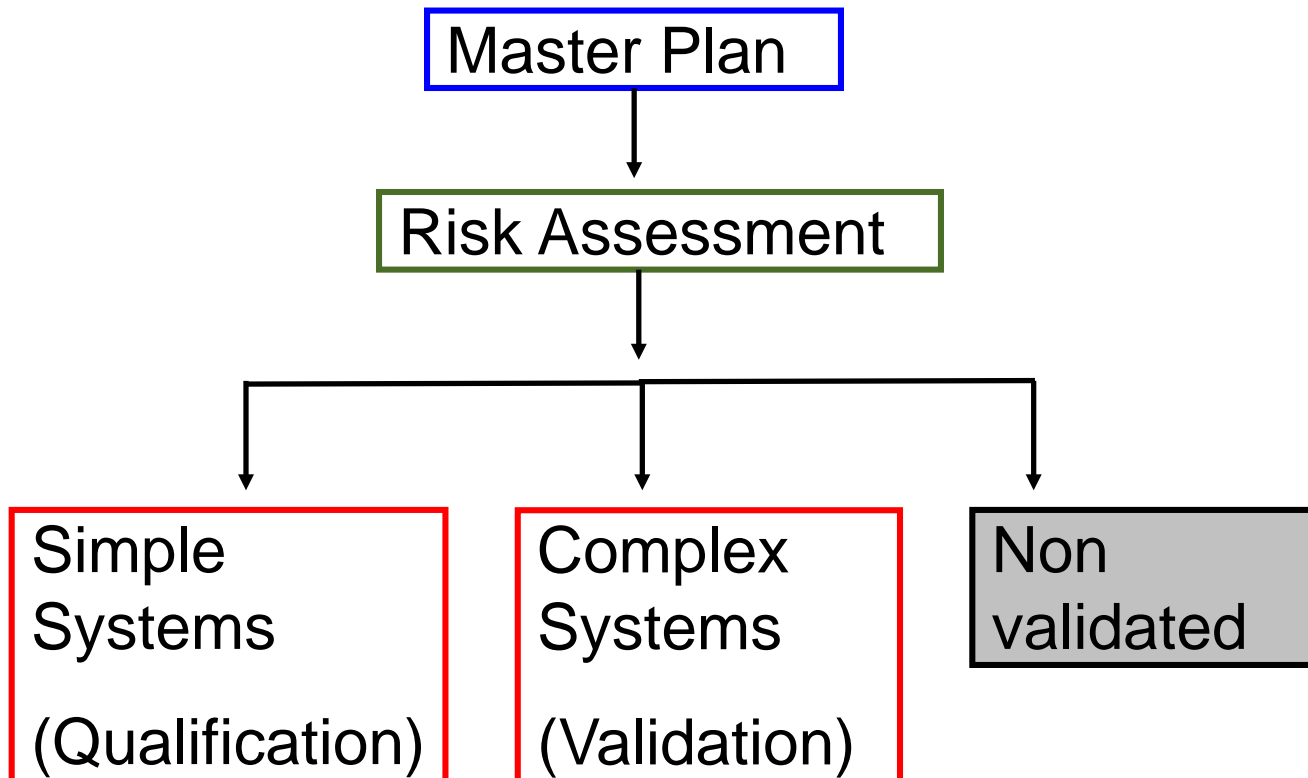 Master Plan
Risk Assessment
Simple
Systems
(Qualification)
Complex
Systems
(Validation)
Non
validated